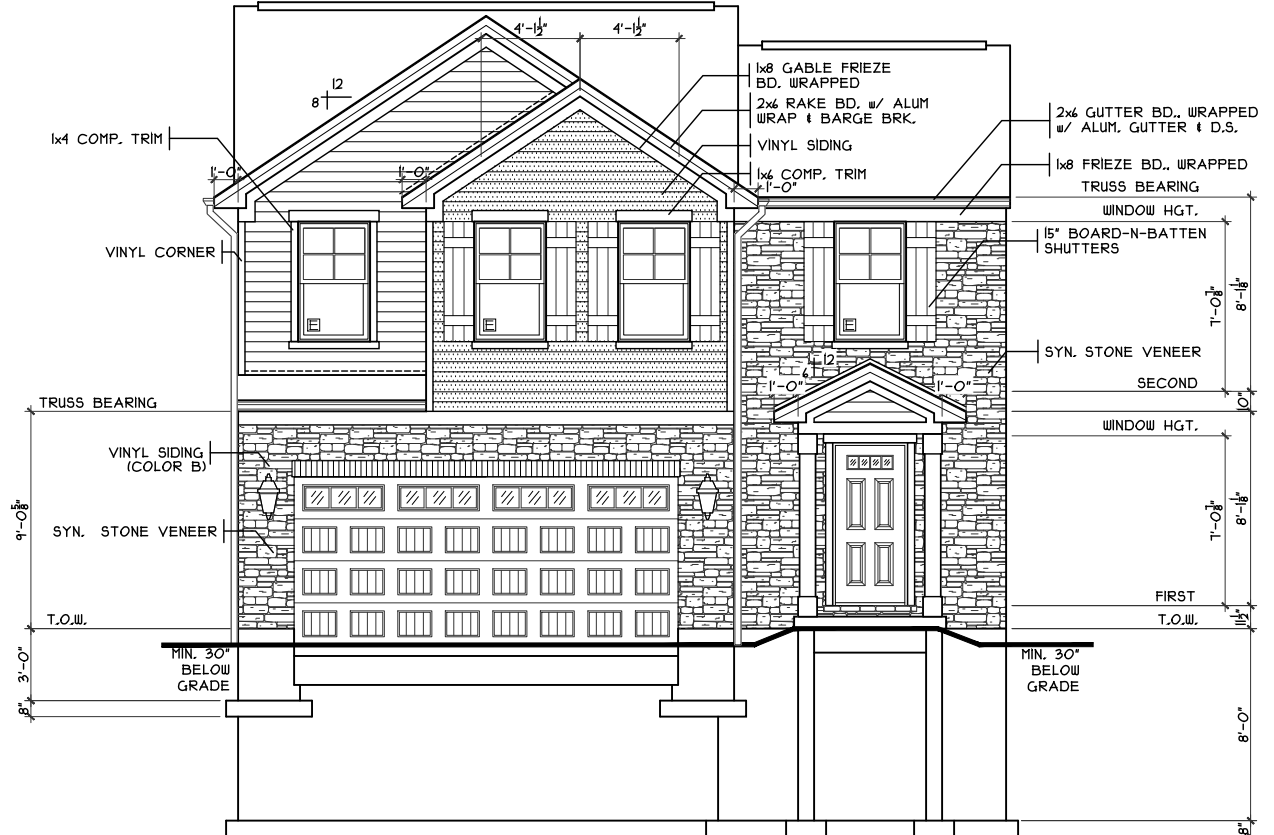 4'-1½"
4'-1½"
12
8
1x8 GABLE FRIEZE
BD. WRAPPED
2x6 RAKE BD. w/ ALUM
WRAP & BARGE BRK.
VINYL SIDING
1x6 COMP. TRIM
2x6 GUTTER BD., WRAPPED
w/ ALUM. GUTTER & D.S.
1x8 FRIEZE BD., WRAPPED
1x4 COMP. TRIM
1'-0"
1'-0"
1'-0"
TRUSS BEARING
WINDOW HGT.
15" BOARD-N-BATTEN
SHUTTERS
VINYL CORNER
E
E
E
7'-0⅞"
8'-1⅛"
SYN. STONE VENEER
12
6
1'-0"
1'-0"
SECOND
10"
TRUSS BEARING
WINDOW HGT.
VINYL SIDING
(COLOR B)
9'-0⅝"
SYN. STONE VENEER
7'-0⅞"
8'-1⅛"
FIRST
T.O.W.
T.O.W.
11½"
MIN. 30"
BELOW
GRADE
MIN. 30"
BELOW
GRADE
3'-0"
8"
8'-0"
8"